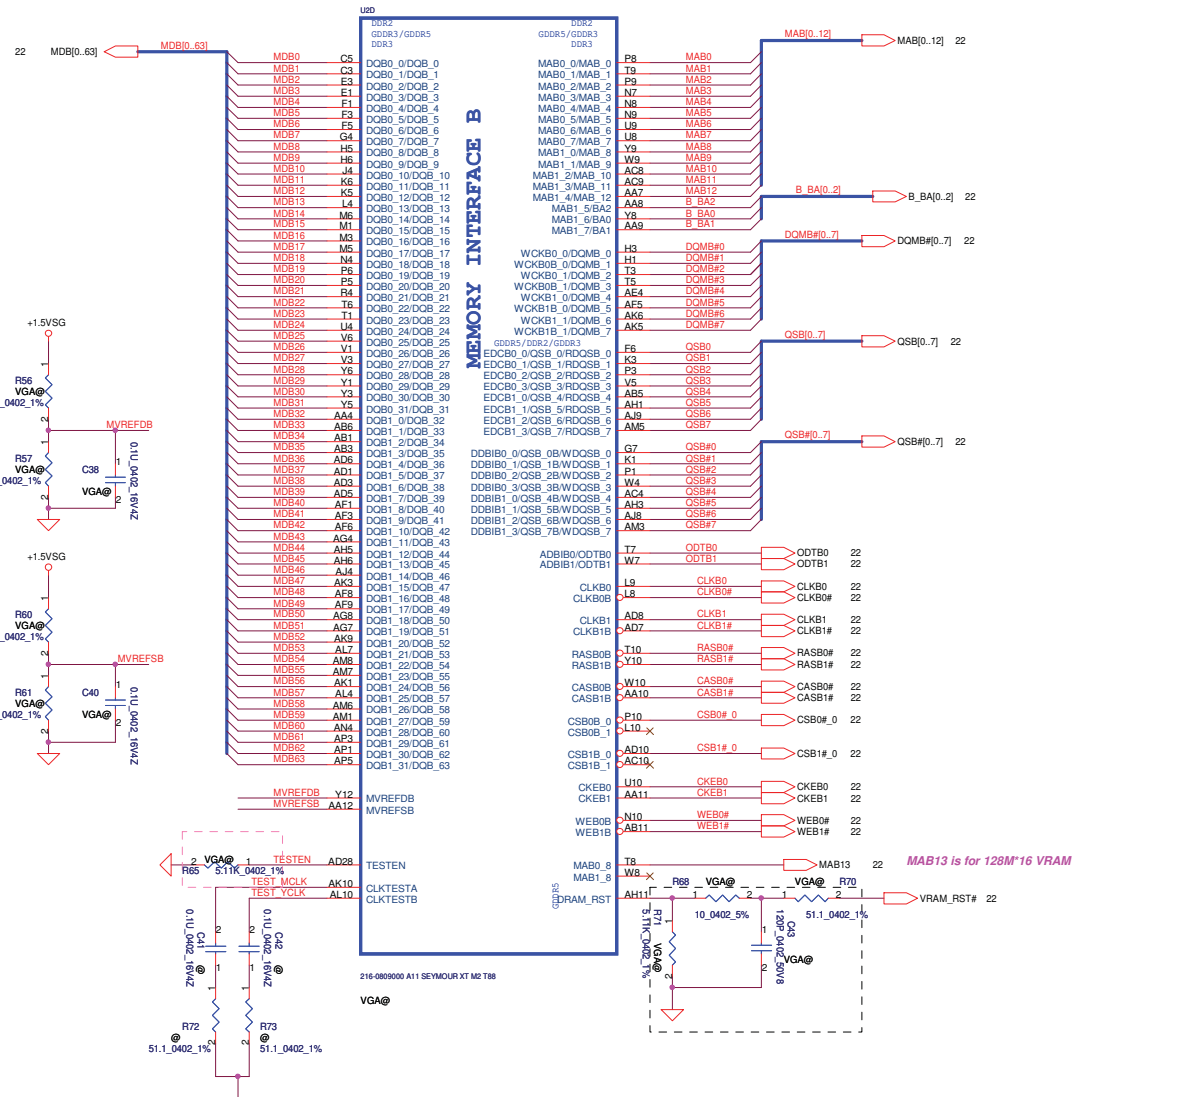 U2D
DDR2
GDDR3/GDDR5
DDR3
DDR2
GDDR5/GDDR3
DDR3
MEMORY INTERFACE B
22 MDB[0..63] MDB[0..63]
MDB0 C5 DQB0_0/DQB_0
MDB1 C3 DQB0_1/DQB_1
MDB2 E3 DQB0_2/DQB_2
MDB3 E1 DQB0_3/DQB_3
MDB4 F1 DQB0_4/DQB_4
MDB5 F3 DQB0_5/DQB_5
MDB6 F5 DQB0_6/DQB_6
MDB7 G4 DQB0_7/DQB_7
MDB8 H5 DQB0_8/DQB_8
MDB9 H6 DQB0_9/DQB_9
MDB10 J4 DQB0_10/DQB_10
MDB11 K6 DQB0_11/DQB_11
MDB12 K5 DQB0_12/DQB_12
MDB13 L4 DQB0_13/DQB_13
MDB14 M6 DQB0_14/DQB_14
MDB15 M1 DQB0_15/DQB_15
MDB16 M3 DQB0_16/DQB_16
MDB17 M5 DQB0_17/DQB_17
MDB18 N4 DQB0_18/DQB_18
MDB19 P6 DQB0_19/DQB_19
MDB20 P5 DQB0_20/DQB_20
MDB21 R4 DQB0_21/DQB_21
MDB22 T6 DQB0_22/DQB_22
MDB23 T1 DQB0_23/DQB_23
MDB24 U4 DQB0_24/DQB_24
MDB25 V6 DQB0_25/DQB_25
MDB26 V1 DQB0_26/DQB_26
MDB27 V3 DQB0_27/DQB_27
MDB28 Y6 DQB0_28/DQB_28
MDB29 Y1 DQB0_29/DQB_29
MDB30 Y3 DQB0_30/DQB_30
MDB31 Y5 DQB0_31/DQB_31
MDB32 AA4 DQB1_0/DQB_32
MDB33 AB6 DQB1_1/DQB_33
MDB34 AB1 DQB1_2/DQB_34
MDB35 AB3 DQB1_3/DQB_35
MDB36 AD6 DQB1_4/DQB_36
MDB37 AD1 DQB1_5/DQB_37
MDB38 AD3 DQB1_6/DQB_38
MDB39 AD5 DQB1_7/DQB_39
MDB40 AF1 DQB1_8/DQB_40
MDB41 AF3 DQB1_9/DQB_41
MDB42 AF6 DQB1_10/DQB_42
MDB43 AG4 DQB1_11/DQB_43
MDB44 AH5 DQB1_12/DQB_44
MDB45 AH6 DQB1_13/DQB_45
MDB46 AJ4 DQB1_14/DQB_46
MDB47 AK3 DQB1_15/DQB_47
MDB48 AF8 DQB1_16/DQB_48
MDB49 AF9 DQB1_17/DQB_49
MDB50 AG8 DQB1_18/DQB_50
MDB51 AG7 DQB1_19/DQB_51
MDB52 AK9 DQB1_20/DQB_52
MDB53 AL7 DQB1_21/DQB_53
MDB54 AM8 DQB1_22/DQB_54
MDB55 AM7 DQB1_23/DQB_55
MDB56 AK1 DQB1_24/DQB_56
MDB57 AL4 DQB1_25/DQB_57
MDB58 AM6 DQB1_26/DQB_58
MDB59 AM1 DQB1_27/DQB_59
MDB60 AN4 DQB1_28/DQB_60
MDB61 AP3 DQB1_29/DQB_61
MDB62 AP1 DQB1_30/DQB_62
MDB63 AP5 DQB1_31/DQB_63
MVREFDB Y12 MVREFDB
MVREFSB AA12 MVREFSB
TESTEN AD28 TESTEN
TEST_MCLK AK10 CLKTESTA
TEST_YCLK AL10 CLKTESTB
MAB[0..12] MAB[0..12] 22
MAB0_0/MAB_0 P8 MAB0
MAB0_1/MAB_1 T9 MAB1
MAB0_2/MAB_2 P9 MAB2
MAB0_3/MAB_3 N7 MAB3
MAB0_4/MAB_4 N8 MAB4
MAB0_5/MAB_5 N9 MAB5
MAB0_6/MAB_6 U9 MAB6
MAB0_7/MAB_7 U8 MAB7
MAB1_0/MAB_8 Y9 MAB8
MAB1_1/MAB_9 W9 MAB9
MAB1_2/MAB_10 AC8 MAB10
MAB1_3/MAB_11 AC9 MAB11
MAB1_4/MAB_12 AA7 MAB12
MAB1_5/BA2 AA8 B_BA2
MAB1_6/BA0 Y8 B_BA0
MAB1_7/BA1 AA9 B_BA1
B_BA[0..2] B_BA[0..2] 22
DQMB#[0..7] DQMB#[0..7] 22
WCKB0_0/DQMB_0 H3 DQMB#0
WCKB0B_0/DQMB_1 H1 DQMB#1
WCKB0_1/DQMB_2 T3 DQMB#2
WCKB0B_1/DQMB_3 T5 DQMB#3
WCKB1_0/DQMB_4 AE4 DQMB#4
WCKB1B_0/DQMB_5 AF5 DQMB#5
WCKB1_1/DQMB_6 AK6 DQMB#6
WCKB1B_1/DQMB_7 AK5 DQMB#7
GDDR5/DDR2/GDDR3
QSB[0..7] QSB[0..7] 22
EDCB0_0/QSB_0/RDQSB_0 F6 QSB0
EDCB0_1/QSB_1/RDQSB_1 K3 QSB1
EDCB0_2/QSB_2/RDQSB_2 P3 QSB2
EDCB0_3/QSB_3/RDQSB_3 V5 QSB3
EDCB1_0/QSB_4/RDQSB_4 AB5 QSB4
EDCB1_1/QSB_5/RDQSB_5 AH1 QSB5
EDCB1_2/QSB_6/RDQSB_6 AJ9 QSB6
EDCB1_3/QSB_7/RDQSB_7 AM5 QSB7
QSB#[0..7] QSB#[0..7] 22
DDBIB0_0/QSB_0B/WDQSB_0 G7 QSB#0
DDBIB0_1/QSB_1B/WDQSB_1 K1 QSB#1
DDBIB0_2/QSB_2B/WDQSB_2 P1 QSB#2
DDBIB0_3/QSB_3B/WDQSB_3 W4 QSB#3
DDBIB1_0/QSB_4B/WDQSB_4 AC4 QSB#4
DDBIB1_1/QSB_5B/WDQSB_5 AH3 QSB#5
DDBIB1_2/QSB_6B/WDQSB_6 AJ8 QSB#6
DDBIB1_3/QSB_7B/WDQSB_7 AM3 QSB#7
ADBIB0/ODTB0 T7 ODTB0 ODTB0 22
ADBIB1/ODTB1 W7 ODTB1 ODTB1 22
CLKB0 L9 CLKB0 CLKB0 22
CLKB0B L8 CLKB0# CLKB0# 22
CLKB1 AD8 CLKB1 CLKB1 22
CLKB1B AD7 CLKB1# CLKB1# 22
RASB0B T10 RASB0# RASB0# 22
RASB1B Y10 RASB1# RASB1# 22
CASB0B W10 CASB0# CASB0# 22
CASB1B AA10 CASB1# CASB1# 22
CSB0B_0 P10 CSB0#_0 CSB0#_0 22
CSB0B_1 L10
CSB1B_0 AD10 CSB1#_0 CSB1#_0 22
CSB1B_1 AC10
CKEB0 U10 CKEB0 CKEB0 22
CKEB1 AA11 CKEB1 CKEB1 22
WEB0B N10 WEB0# WEB0# 22
WEB1B AB11 WEB1# WEB1# 22
MAB0_8 T8 MAB13 22
MAB1_8 W8
MAB13 is for 128M*16 VRAM
GDDR5
DRAM_RST AH11 VRAM_RST# 22
R68 VGA@ 1 2 10_0402_5%
VGA@ R70 1 2 51.1_0402_1%
R71 5.11K_0402_1% VGA@ 1 2
C43 120P_0402_50V8 VGA@ 1 2
+1.5VSG
R56 VGA@ _0402_1% 1 2
MVREFDB
R57 VGA@ _0402_1% 1 2
C38 VGA@ 0.1U_0402_16V4Z 1 2
+1.5VSG
R60 VGA@ _0402_1% 1 2
MVREFSB
R61 VGA@ _0402_1% 1 2
C40 VGA@ 0.1U_0402_16V4Z 1 2
2 VGA@ 1
R65 5.11K_0402_1%
C41 0.1U_0402_16V4Z @ 2 1
C42 0.1U_0402_16V4Z @ 2 1
R72 @ 51.1_0402_1% 1 2
R73 @ 51.1_0402_1% 1 2
216-0809000 A11 SEYMOUR XT M2 T88
VGA@